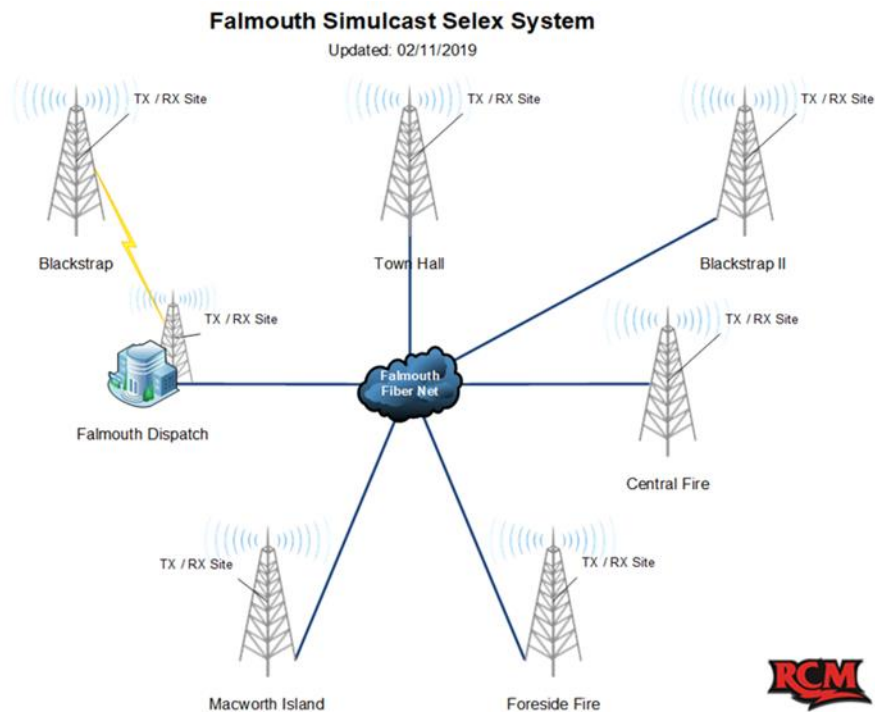 Falmouth Simulcast Selex System
Updated: 02/11/2019
TX / RX Site
TX / RX Site
TX / RX Site
Blackstrap
Town Hall
Blackstrap II
TX / RX Site
TX / RX Site
Falmouth
Fiber Net
Falmouth Dispatch
Central Fire
TX / RX Site
TX / RX Site
Macworth Island
Foreside Fire
RCM